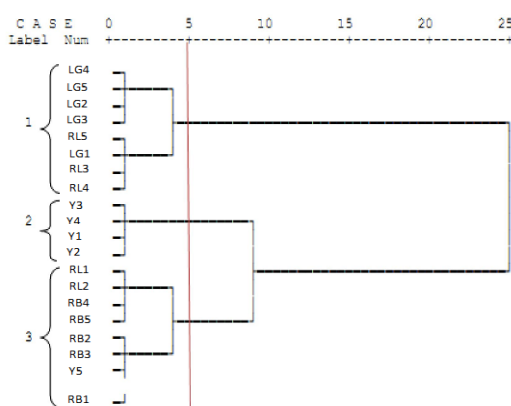 C A S E 0 5 10 15 20 25
Label Num +---------+---------+---------+---------+---------+
LG4
LG5
LG2
1 LG3
RL5
LG1
RL3
RL4
Y3
2 Y4
Y1
Y2
RL1
RL2
RB4
RB5
3 RB2
RB3
Y5
RB1